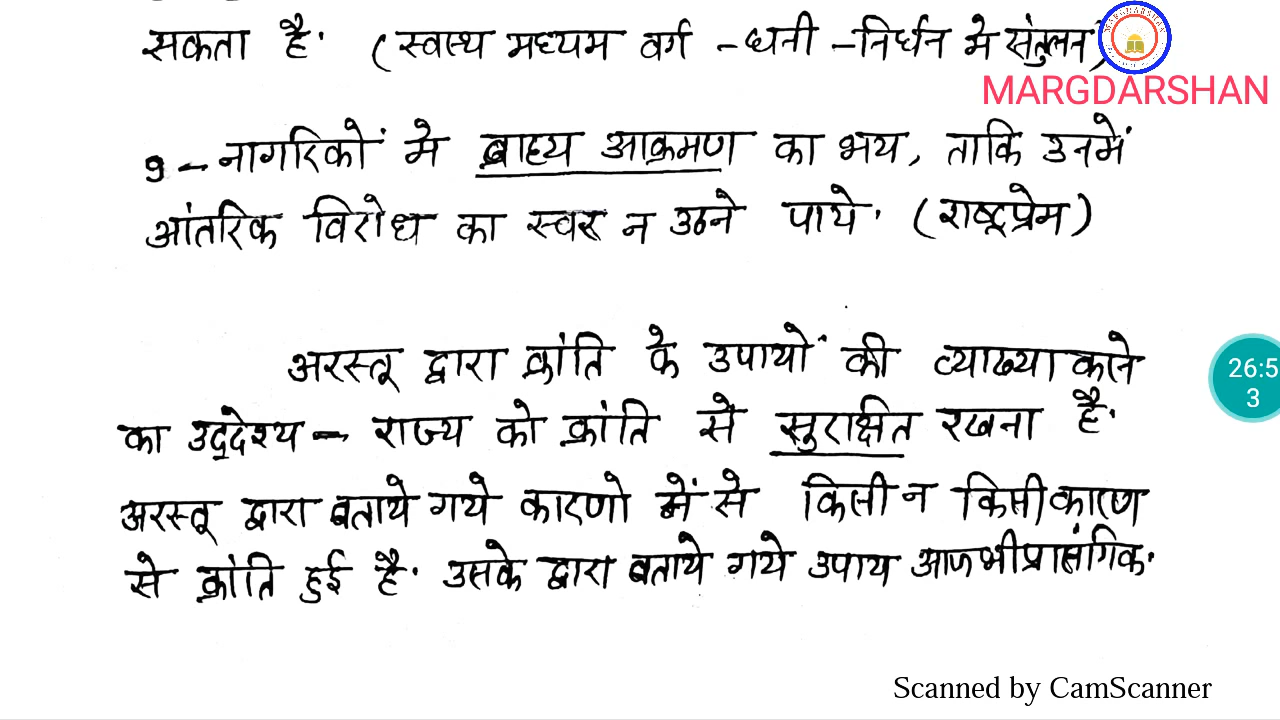 सकता है. (स्वस्थ मध्यम वर्ग - धनी - निर्धन मे संतुलन)
MARGDARSHAN
MARGDARSHAN
9 - नागरिकों मे बाह्य आक्रमण का भय, ताकि उनमें
आंतरिक विरोध का स्वर न उठने पाये. (राष्ट्रप्रेम)
अरस्तू द्वारा क्रांति के उपायों की व्याख्या करने
26:5
3
का उद्देश्य - राज्य को क्रांति से सुरक्षित रखना है.
अरस्तू द्वारा बताये गये कारणो में से किसी न किसी कारण
से क्रांति हुई है. उसके द्वारा बताये गये उपाय आज भी प्रासंगिक.
Scanned by CamScanner